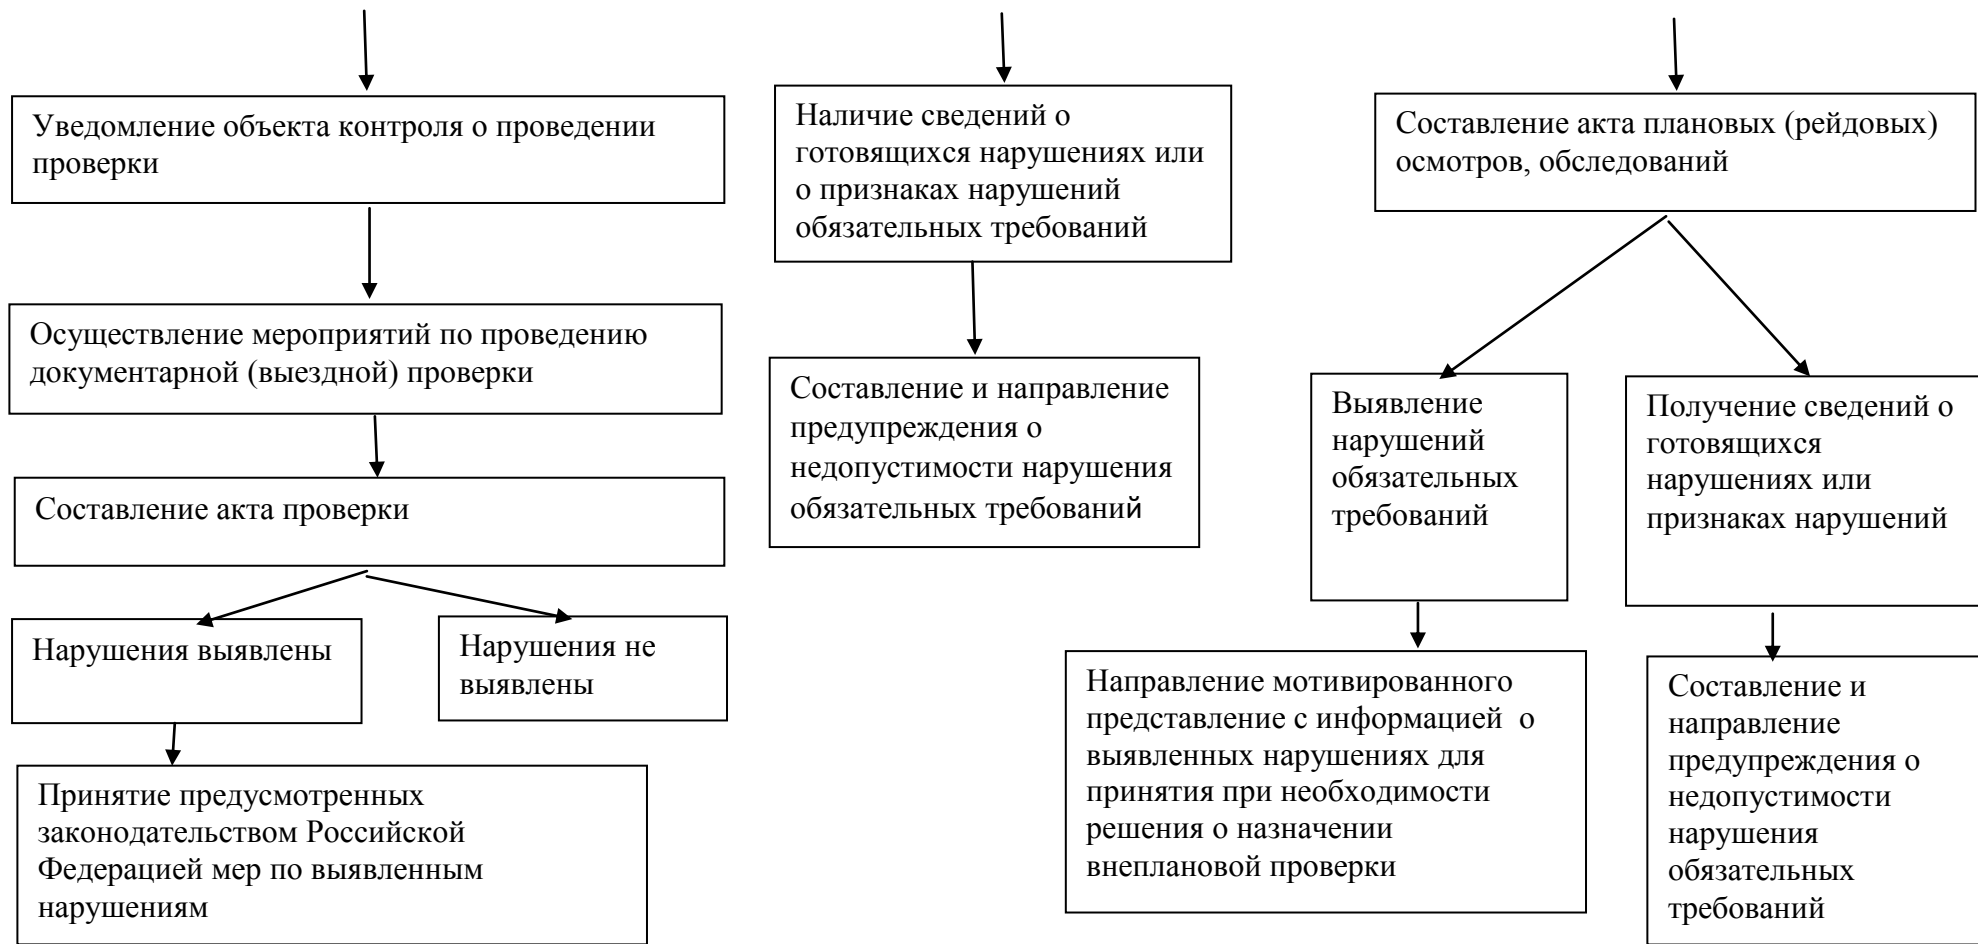 Уведомление объекта контроля о проведении
проверки
Осуществление мероприятий по проведению
документарной (выездной) проверки
Составление акта проверки
Нарушения выявлены
Нарушения не
выявлены
Принятие предусмотренных
законодательством Российской
Федерацией мер по выявленным
нарушениям
Наличие сведений о
готовящихся нарушениях или
о признаках нарушений
обязательных требований
Составление и направление
предупреждения о
недопустимости нарушения
обязательных требований
Составление акта плановых (рейдовых)
осмотров, обследований
Выявление
нарушений
обязательных
требований
Получение сведений о
готовящихся
нарушениях или
признаках нарушений
Направление мотивированного
представление с информацией о
выявленных нарушениях для
принятия при необходимости
решения о назначении
внеплановой проверки
Составление и
направление
предупреждения о
недопустимости
нарушения
обязательных
требований